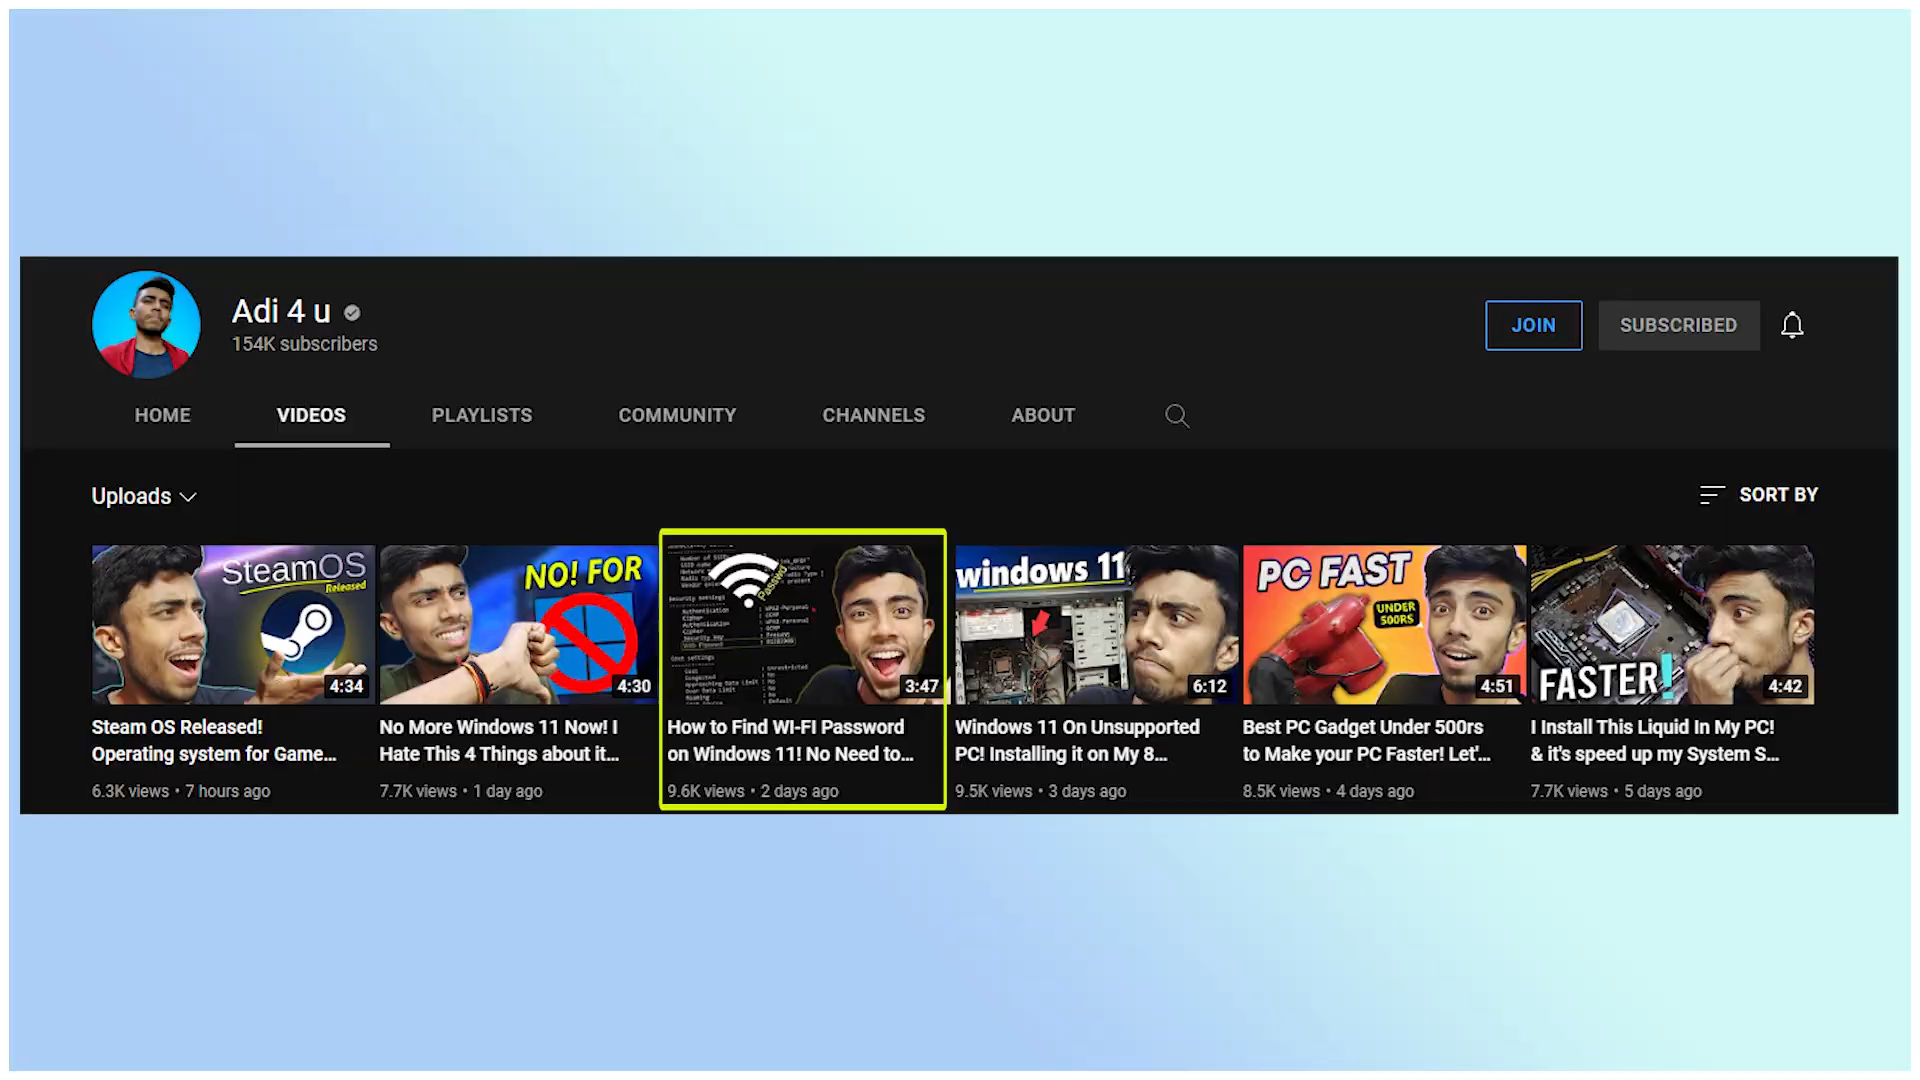 Adi 4 u
154K subscribers
JOIN
SUBSCRIBED
HOME
VIDEOS
PLAYLISTS
COMMUNITY
CHANNELS
ABOUT
Uploads
SORT BY
SteamOS
Released
4:34
NO! FOR
4:30
3:47
windows 11
6:12
PC FAST
UNDER
500RS
4:51
FASTER!
4:42
Steam OS Released!
Operating system for Game...
6.3K views • 7 hours ago
No More Windows 11 Now! I
Hate This 4 Things about it...
7.7K views • 1 day ago
How to Find WI-FI Password
on Windows 11! No Need to...
9.6K views • 2 days ago
Windows 11 On Unsupported
PC! Installing it on My 8...
9.5K views • 3 days ago
Best PC Gadget Under 500rs
to Make your PC Faster! Let'...
8.5K views • 4 days ago
I Install This Liquid In My PC!
& it's speed up my System S...
7.7K views • 5 days ago